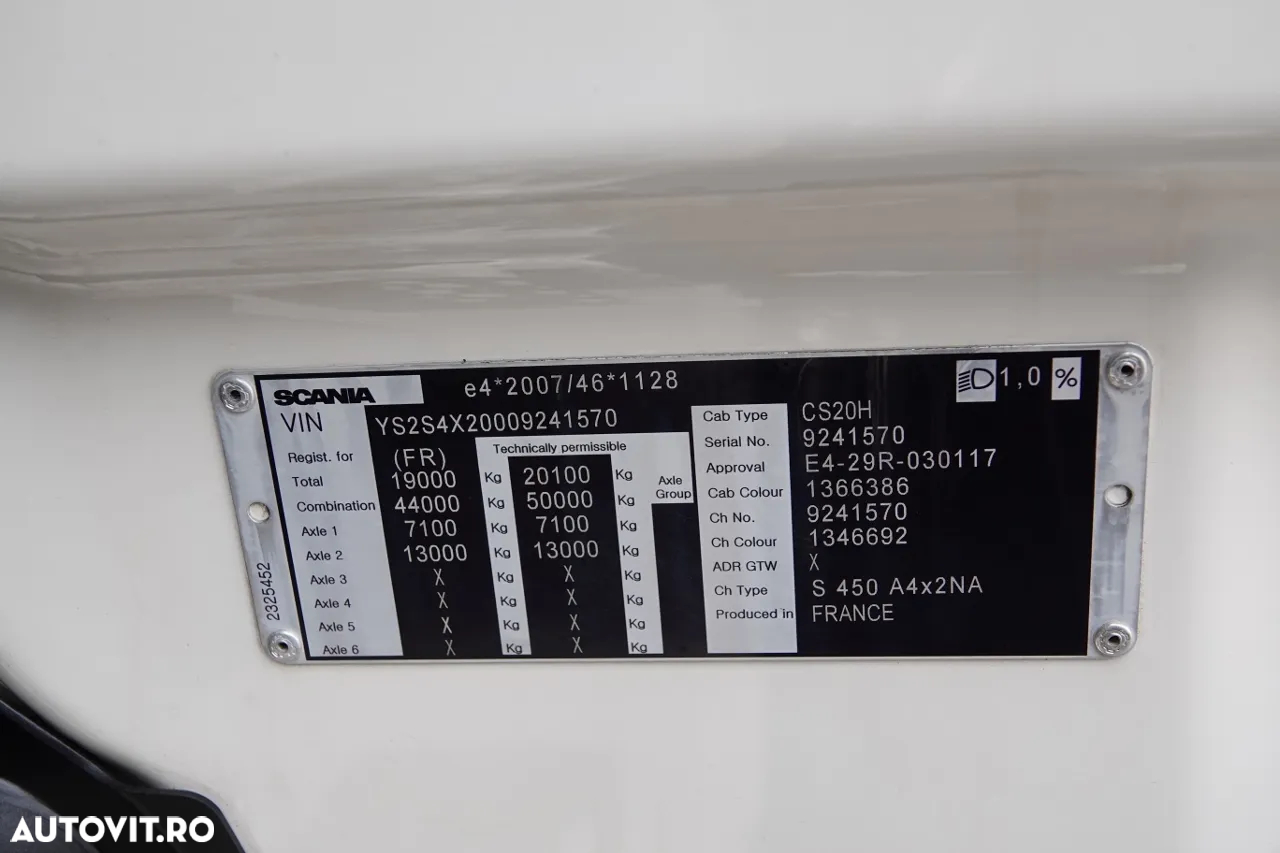 SCANIA e4*2007/46*1128 1,0 %
VIN YS2S4X20009241570
Regist. for (FR) Technically permissible
Total 19000 Kg 20100 Kg Axle Group
Combination 44000 Kg 50000 Kg
Axle 1 7100 Kg 7100 Kg
Axle 2 13000 Kg 13000 Kg
Axle 3 X Kg X Kg
Axle 4 X Kg X Kg
Axle 5 X Kg X Kg
Axle 6 X Kg X Kg
Cab Type CS20H
Serial No. 9241570
Approval E4-29R-030117
Cab Colour 1366386
Ch No. 9241570
Ch Colour 1346692
ADR GTW X
Ch Type S 450 A4x2NA
Produced in FRANCE
2325452
AUTOVIT.RO